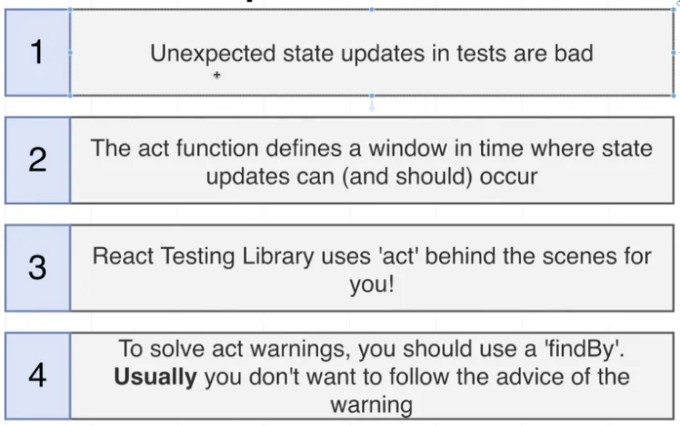 1
Unexpected state updates in tests are bad
2
The act function defines a window in time where state
updates can (and should) occur
3
React Testing Library uses 'act' behind the scenes for
you!
4
To solve act warnings, you should use a 'findBy'.
Usually you don't want to follow the advice of the
warning